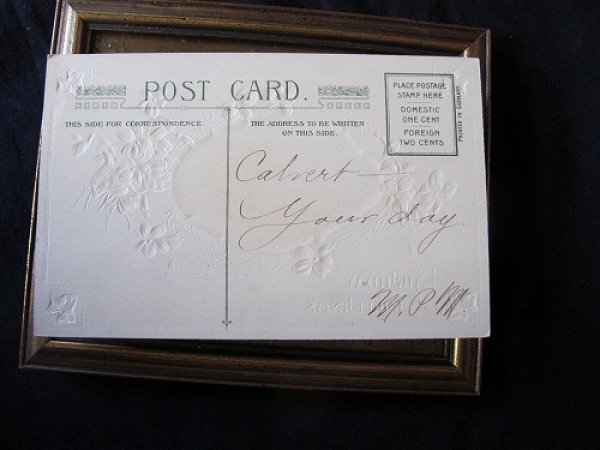 POST CARD.
THIS SIDE FOR CORRESPONDENCE.
THE ADDRESS TO BE WRITTEN
ON THIS SIDE.
PLACE POSTAGE
STAMP HERE
DOMESTIC
ONE CENT
FOREIGN
TWO CENTS
PRINTED IN GERMANY
Calvert —
Your day.